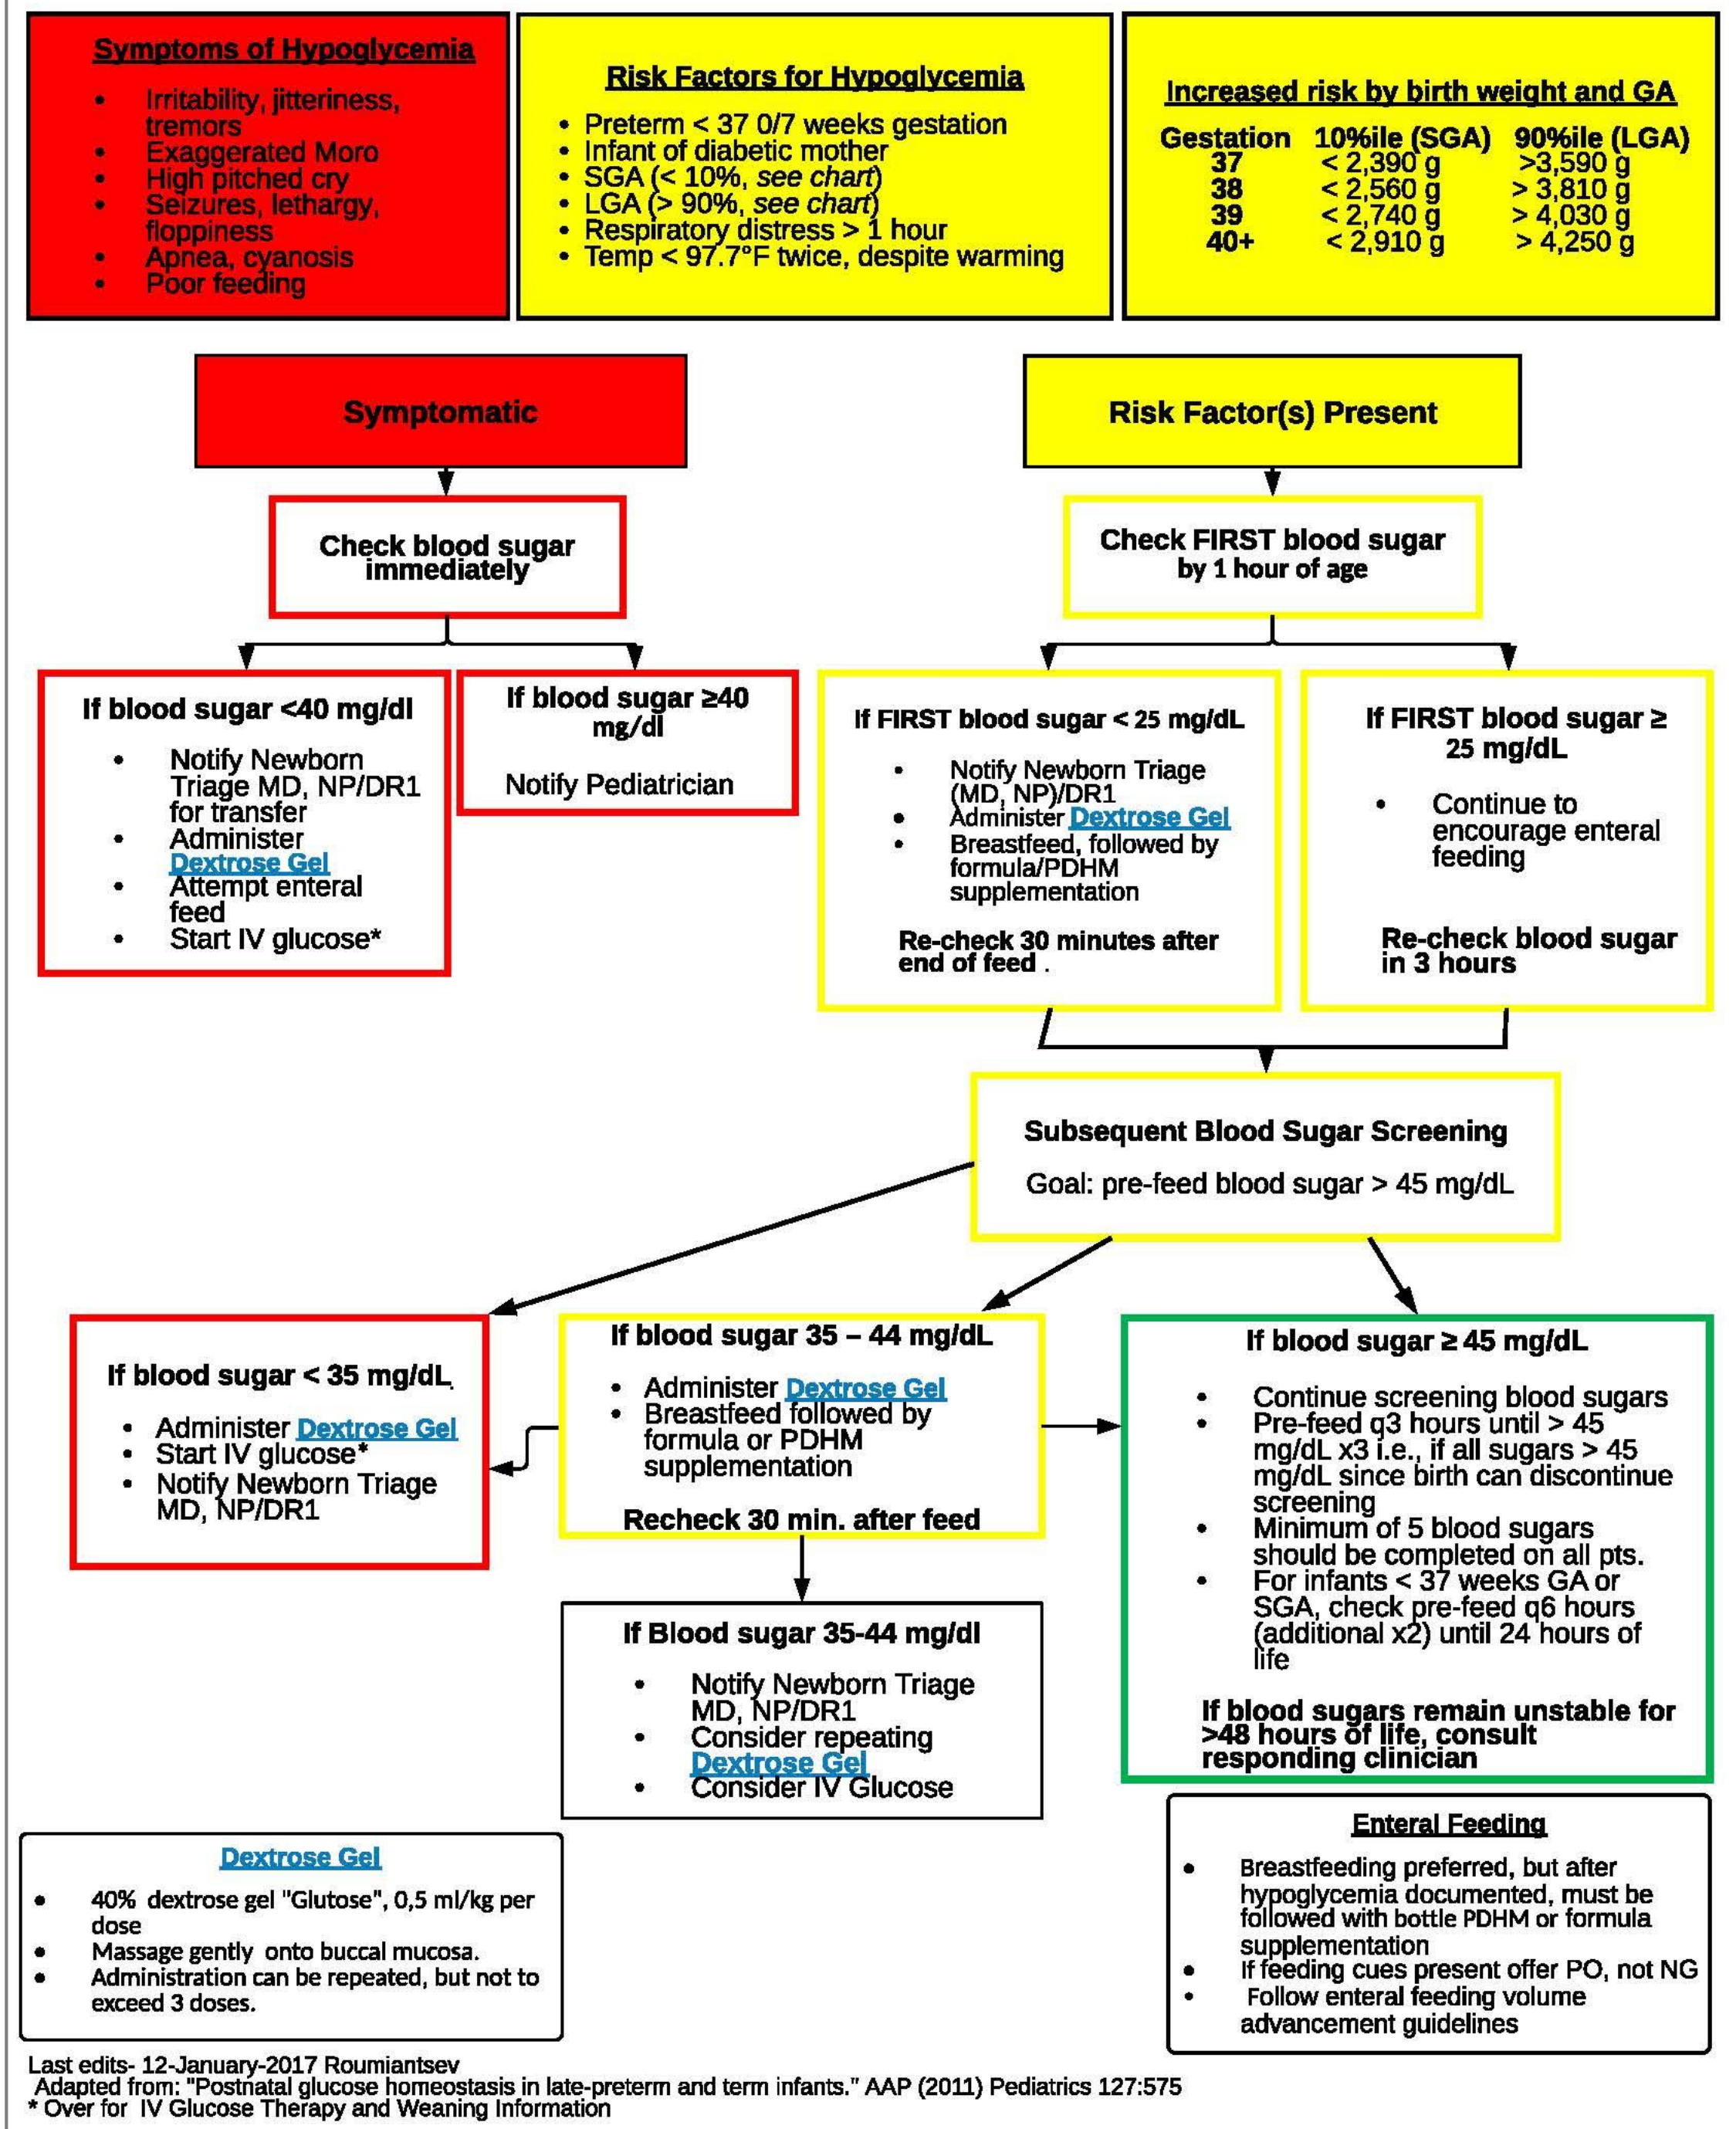 Symptoms of Hypoglycemia
• Irritability, jitteriness,
tremors
• Exaggerated Moro
• High pitched cry
• Seizures, lethargy,
floppiness
• Apnea, cyanosis
• Poor feeding
Risk Factors for Hypoglycemia
• Preterm < 37 0/7 weeks gestation
• Infant of diabetic mother
• SGA (< 10%, see chart)
• LGA (> 90%, see chart)
• Respiratory distress > 1 hour
• Temp < 97.7°F twice, despite warming
Increased risk by birth weight and GA
Gestation 10%ile (SGA) 90%ile (LGA)
37 < 2,390 g >3,590 g
38 < 2,560 g > 3,810 g
39 < 2,740 g > 4,030 g
40+ < 2,910 g > 4,250 g
Symptomatic
Risk Factor(s) Present
Check blood sugar
immediately
Check FIRST blood sugar
by 1 hour of age
If blood sugar <40 mg/dl
• Notify Newborn
Triage MD, NP/DR1
for transfer
• Administer
Dextrose Gel
• Attempt enteral
feed
• Start IV glucose*
If blood sugar ≥40
mg/dl
Notify Pediatrician
If FIRST blood sugar < 25 mg/dL
• Notify Newborn Triage
(MD, NP)/DR1
• Administer Dextrose Gel
• Breastfeed, followed by
formula/PDHM
supplementation
Re-check 30 minutes after
end of feed .
If FIRST blood sugar ≥
25 mg/dL
• Continue to
encourage enteral
feeding
Re-check blood sugar
in 3 hours
Subsequent Blood Sugar Screening
Goal: pre-feed blood sugar > 45 mg/dL
If blood sugar < 35 mg/dL.
• Administer Dextrose Gel
• Start IV glucose*
• Notify Newborn Triage
MD, NP/DR1
If blood sugar 35 – 44 mg/dL
• Administer Dextrose Gel
• Breastfeed followed by
formula or PDHM
supplementation
Recheck 30 min. after feed
If blood sugar ≥ 45 mg/dL
• Continue screening blood sugars
• Pre-feed q3 hours until > 45
mg/dL x3 i.e., if all sugars > 45
mg/dL since birth can discontinue
screening
• Minimum of 5 blood sugars
should be completed on all pts.
• For infants < 37 weeks GA or
SGA, check pre-feed q6 hours
(additional x2) until 24 hours of
life
If blood sugars remain unstable for
>48 hours of life, consult
responding clinician
If Blood sugar 35-44 mg/dl
• Notify Newborn Triage
MD, NP/DR1
• Consider repeating
Dextrose Gel
• Consider IV Glucose
Dextrose Gel
• 40% dextrose gel "Glutose", 0,5 ml/kg per
dose
• Massage gently onto buccal mucosa.
• Administration can be repeated, but not to
exceed 3 doses.
Enteral Feeding
• Breastfeeding preferred, but after
hypoglycemia documented, must be
followed with bottle PDHM or formula
supplementation
• If feeding cues present offer PO, not NG
• Follow enteral feeding volume
advancement guidelines
Last edits- 12-January-2017 Roumiantsev
Adapted from: "Postnatal glucose homeostasis in late-preterm and term infants." AAP (2011) Pediatrics 127:575
* Over for IV Glucose Therapy and Weaning Information